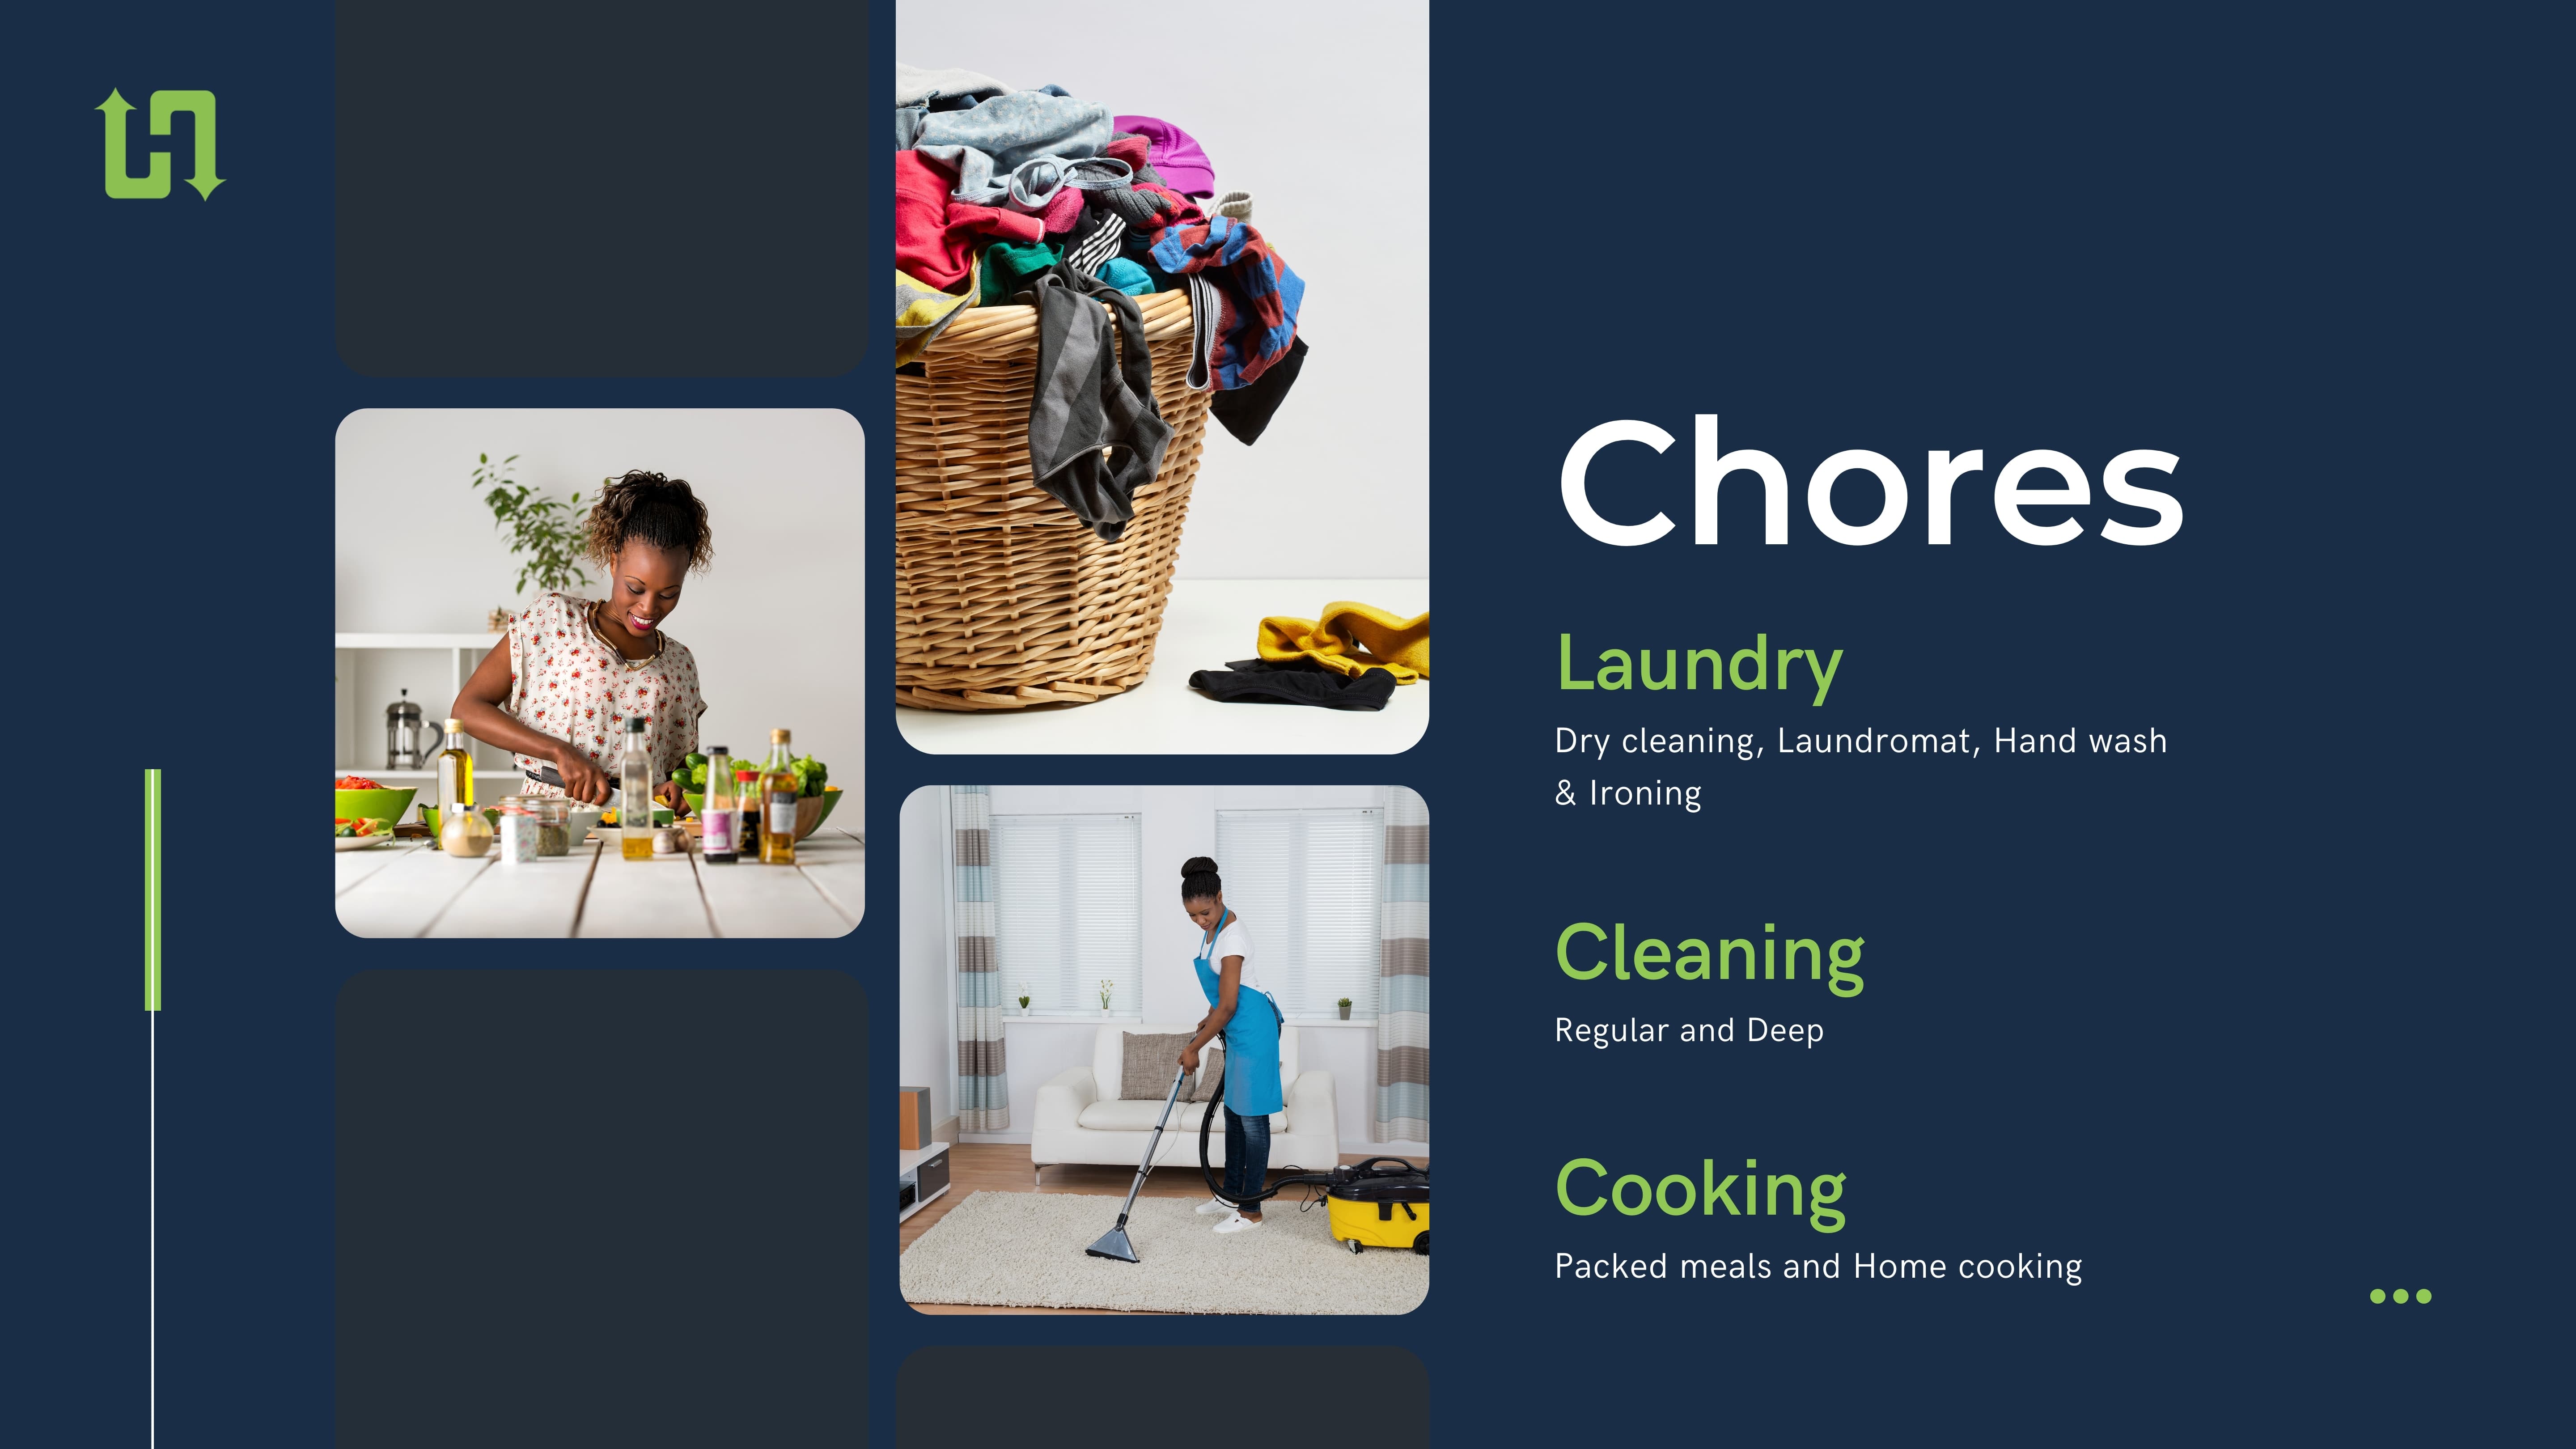 Chores
Laundry
Dry cleaning, Laundromat, Hand wash
& Ironing
Cleaning
Regular and Deep
Cooking
Packed meals and Home cooking